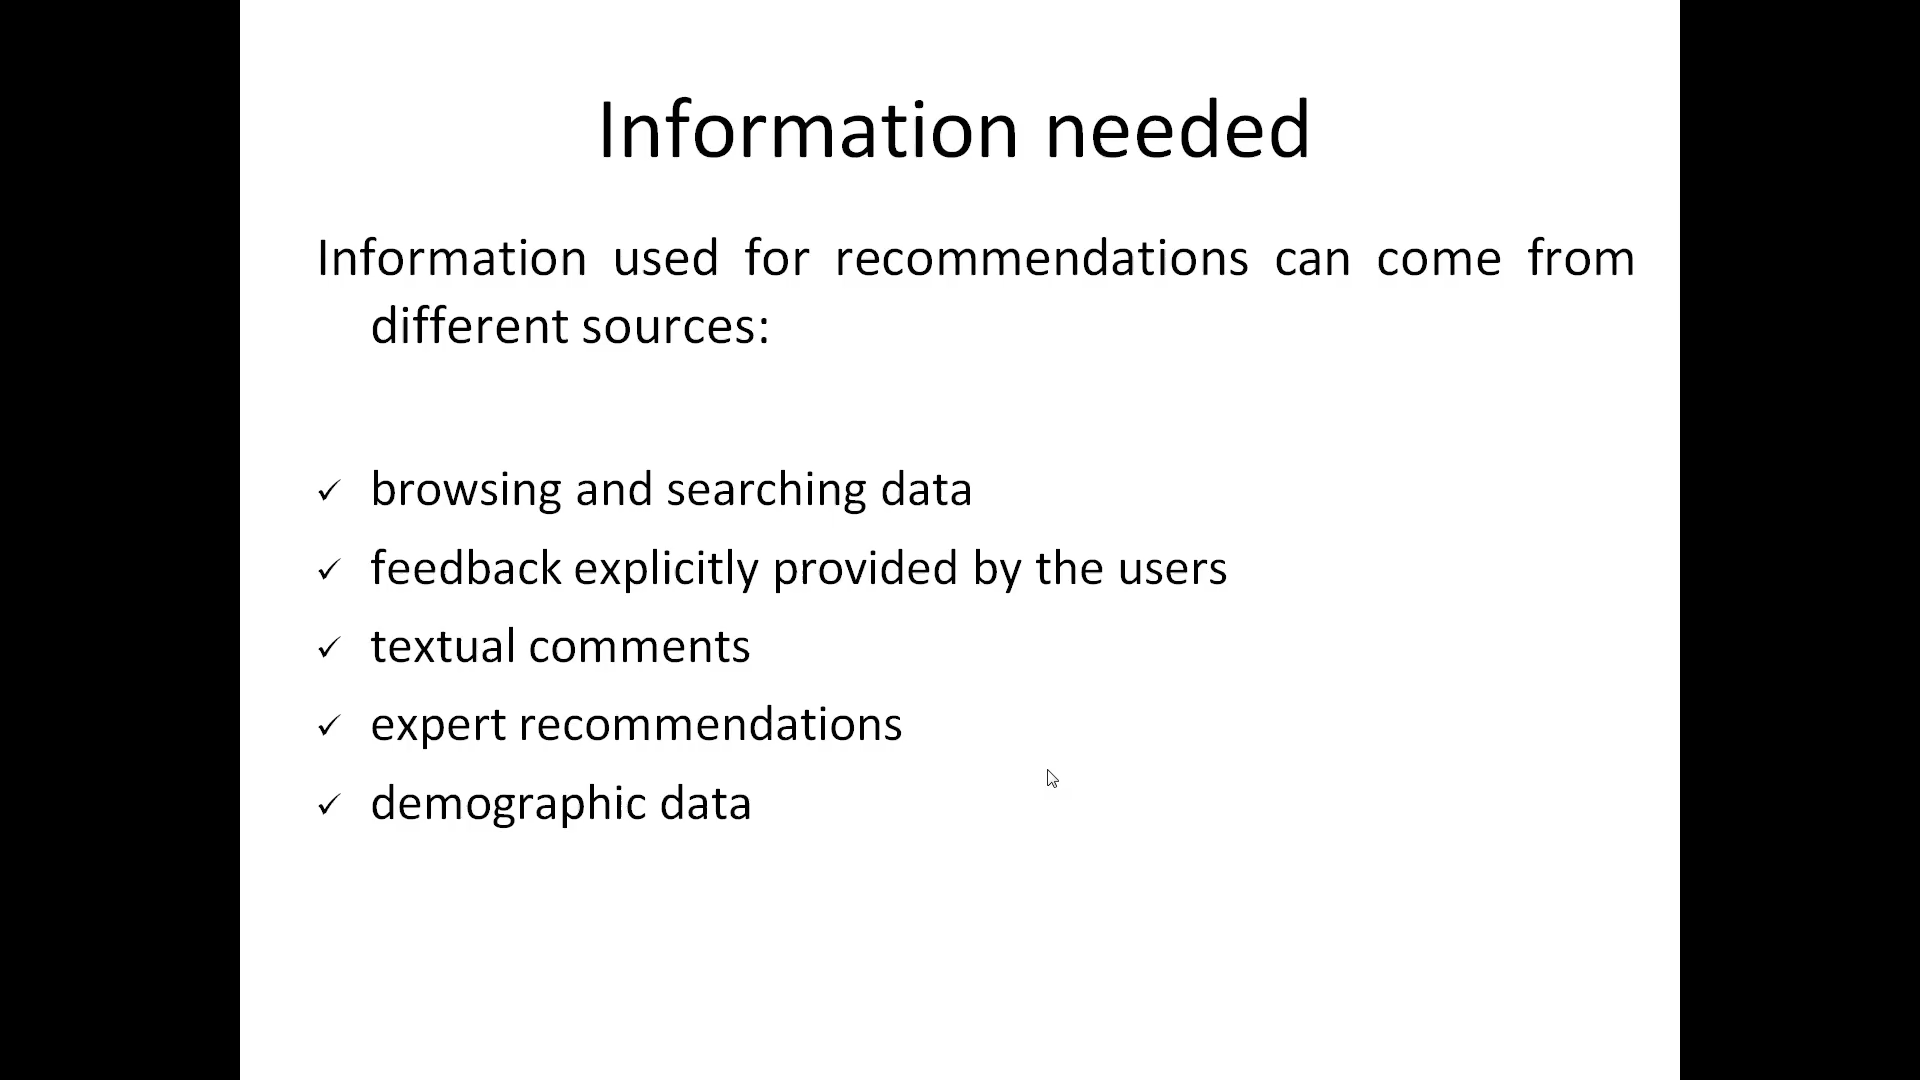 Information needed
Information used for recommendations can come from
different sources:
✓ browsing and searching data
✓ feedback explicitly provided by the users
✓ textual comments
✓ expert recommendations
✓ demographic data